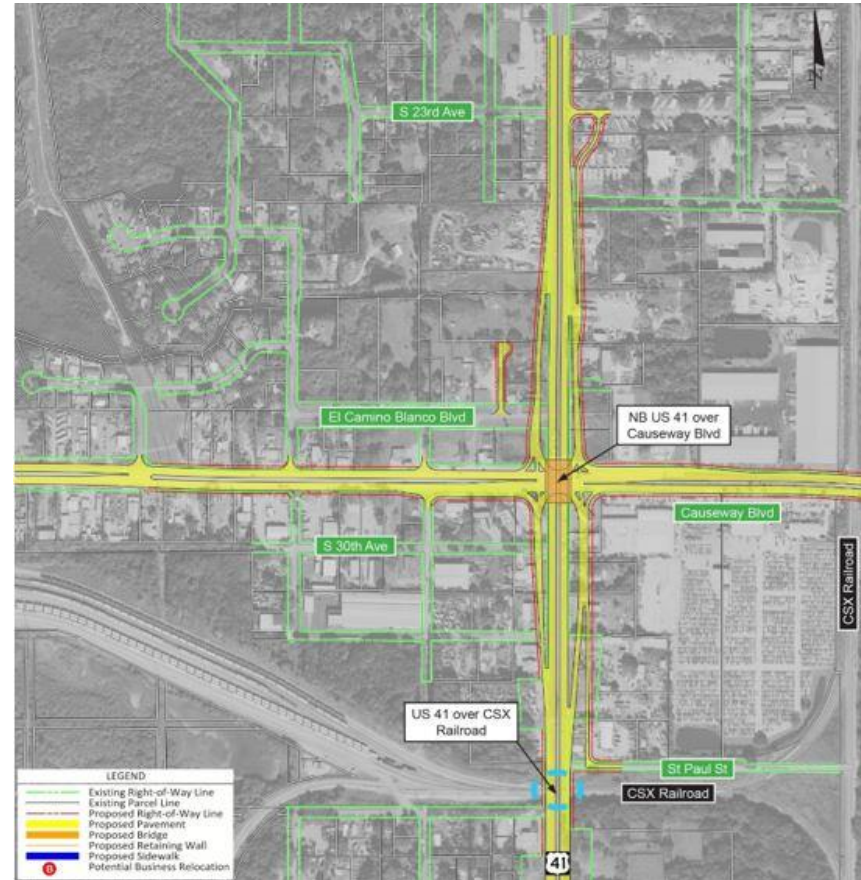 N
S 23rd Ave
El Camino Blanco Blvd
NB US 41 over
Causeway Blvd
Causeway Blvd
S 30th Ave
CSX Railroad
US 41 over CSX
Railroad
St Paul St
CSX Railroad
41
LEGEND
Existing Right-of-Way Line
Existing Parcel Line
Proposed Right-of-Way Line
Proposed Pavement
Proposed Bridge
Proposed Retaining Wall
Proposed Sidewalk
B Potential Business Relocation